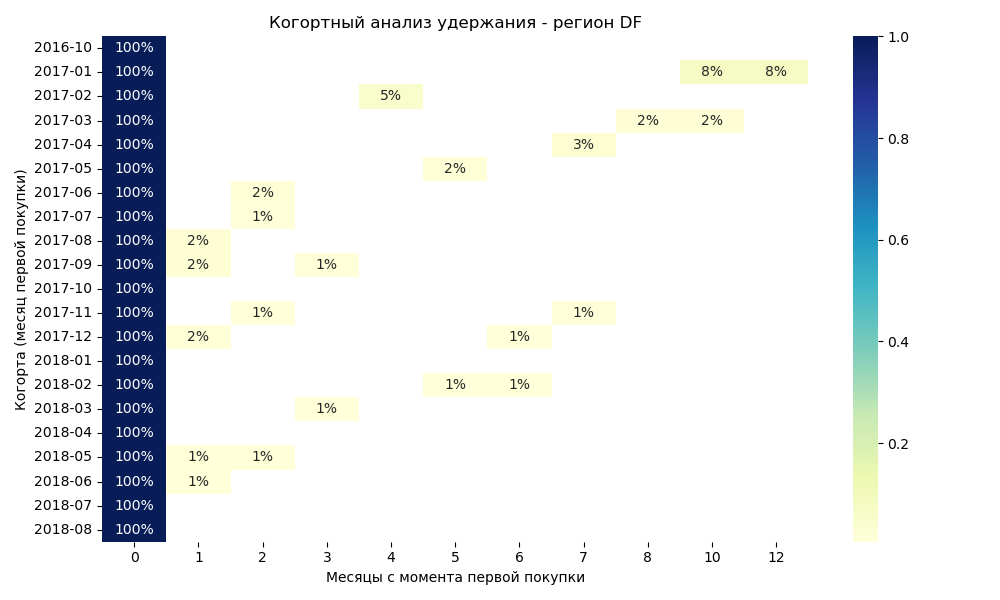 Когортный анализ удержания - регион DF
Когорта (месяц первой покупки)
2016-10 100%
2017-01 100% 8% 8%
2017-02 100% 5%
2017-03 100% 2% 2%
2017-04 100% 3%
2017-05 100% 2%
2017-06 100% 2%
2017-07 100% 1%
2017-08 100% 2%
2017-09 100% 2% 1%
2017-10 100%
2017-11 100% 1% 1%
2017-12 100% 2% 1%
2018-01 100%
2018-02 100% 1% 1%
2018-03 100% 1%
2018-04 100%
2018-05 100% 1% 1%
2018-06 100% 1%
2018-07 100%
2018-08 100%
0 1 2 3 4 5 6 7 8 10 12
Месяцы с момента первой покупки
1.0
0.8
0.6
0.4
0.2